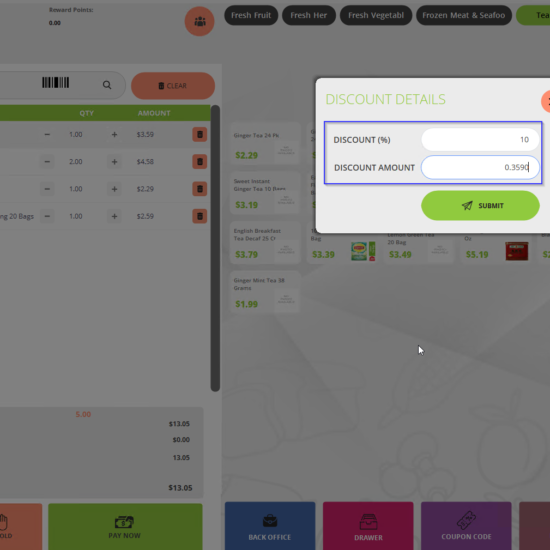 Reward Points:
0.00
Fresh Fruit
Fresh Her
Fresh Vegetabl
Frozen Meat & Seafoo
Tea
CLEAR
QTY
AMOUNT
− 1.00 + $3.59
− 2.00 + $4.58
− 1.00 + $2.29
ng 20 Bags − 1.00 + $2.59
5.00
$13.05
$0.00
13.05
$13.05
OLD
PAY NOW
DISCOUNT DETAILS
DISCOUNT (%) 10
DISCOUNT AMOUNT 0.3590
SUBMIT
Ginger Tea 24 Pk
$2.29
Sweet Instant
Ginger Tea 10 Bags
$3.19
English Breakfast
Tea Decaf 25 Ct
$3.79
Bag
$3.39
Lemon Green Tea
20 Bag
$3.49
$5.19
Ginger Mint Tea 38
Grams
$1.99
BACK OFFICE
DRAWER
COUPON CODE